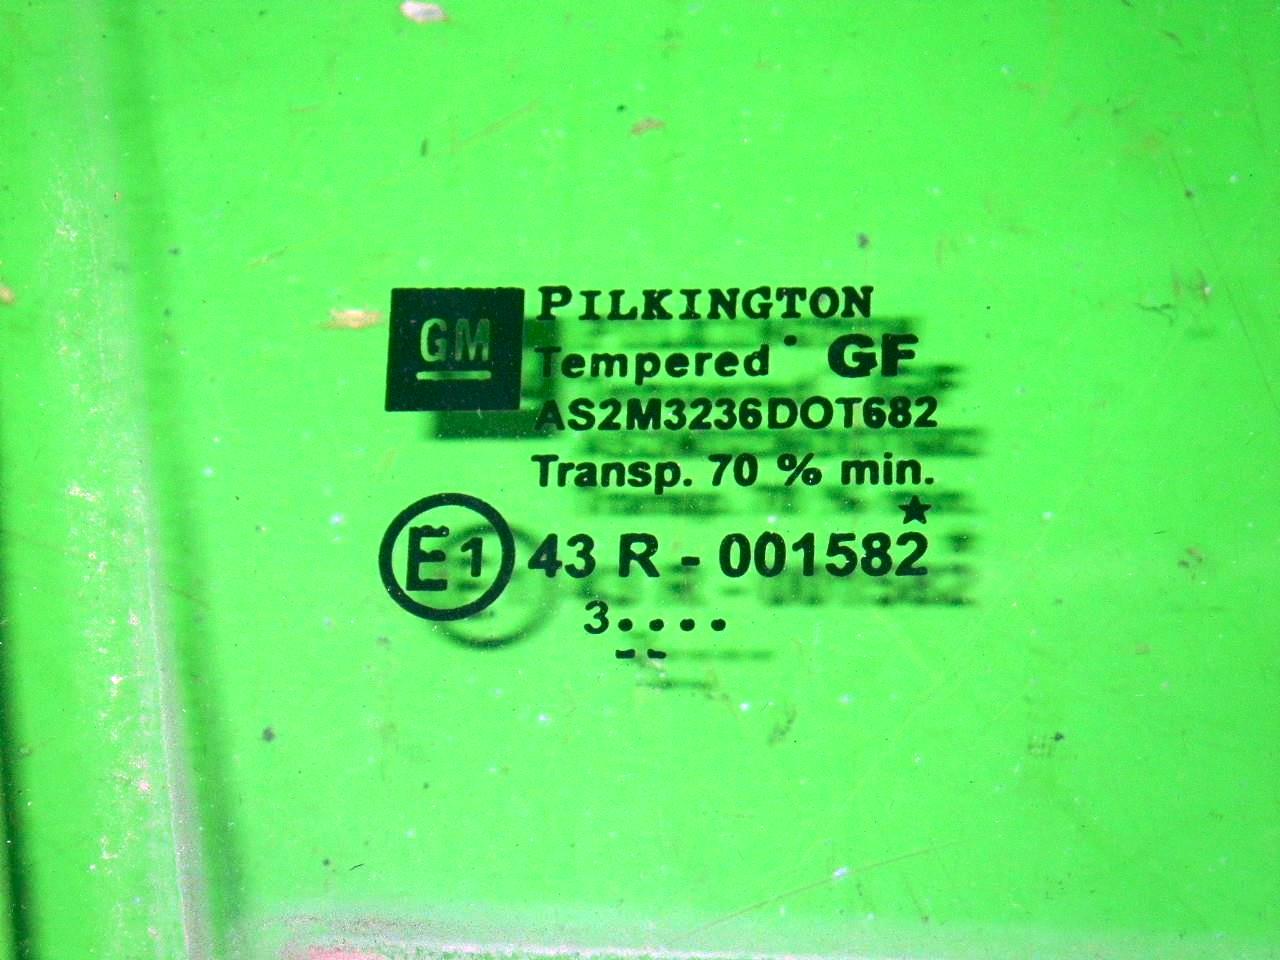 GM
PILKINGTON
Tempered GF
AS2M3236DOT682
Transp. 70 % min.
E1 43 R - 001582
3....
--